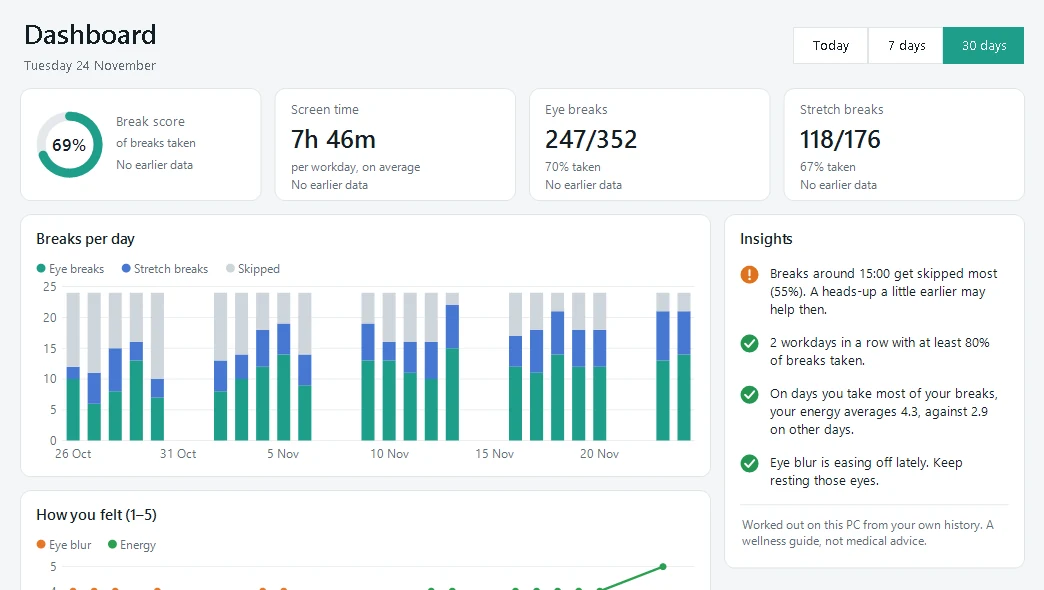 Dashboard
Tuesday 24 November
Today
7 days
30 days
69%
Break score
of breaks taken
No earlier data
Screen time
7h 46m
per workday, on average
No earlier data
Eye breaks
247/352
70% taken
No earlier data
Stretch breaks
118/176
67% taken
No earlier data
Breaks per day
Eye breaks
Stretch breaks
Skipped
25
20
15
10
5
0
26 Oct
31 Oct
5 Nov
10 Nov
15 Nov
20 Nov
Insights
Breaks around 15:00 get skipped most
(55%). A heads-up a little earlier may
help then.
2 workdays in a row with at least 80%
of breaks taken.
On days you take most of your breaks,
your energy averages 4.3, against 2.9
on other days.
Eye blur is easing off lately. Keep
resting those eyes.
Worked out on this PC from your own history. A
wellness guide, not medical advice.
How you felt (1–5)
Eye blur
Energy
5